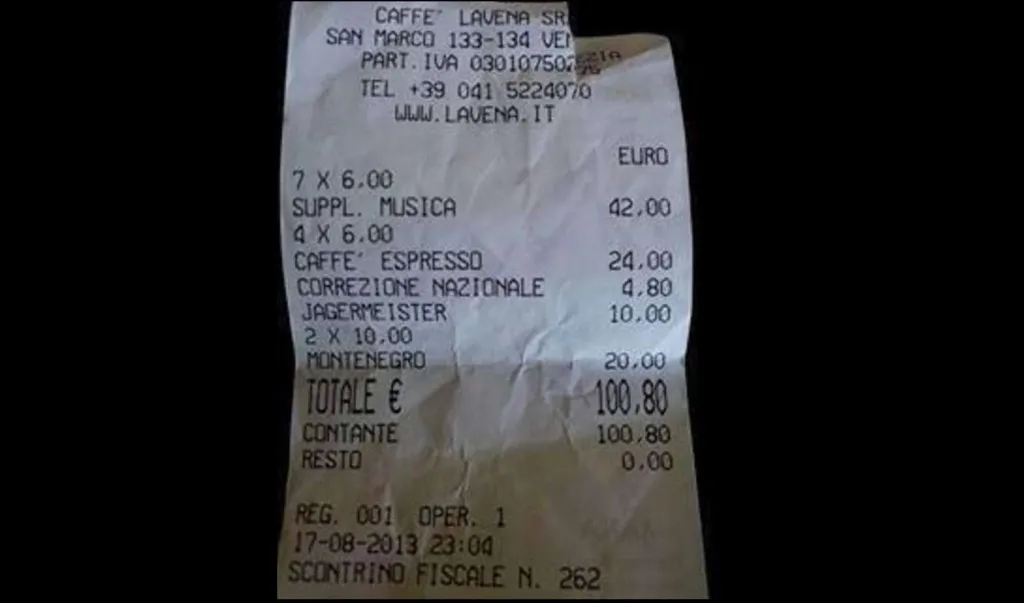 CAFFE' LAVENA SRL
SAN MARCO 133-134
PART.IVA
TEL +39 041 5224070
WWW.LAVENA.IT
EURO
7 X 6.00
SUPPL. MUSICA 42,00
4 X 6.00
CAFFE' ESPRESSO 24,00
CORREZIONE NAZIONALE 4,80
JAGERMEISTER 10,00
2 X 10.00
MONTENEGRO 20,00
TOTALE € 100,80
CONTANTE 100,80
RESTO 0,00
REG. 001 OPER. 1
17-08-2013 23:04
SCONTRINO FISCALE N. 262